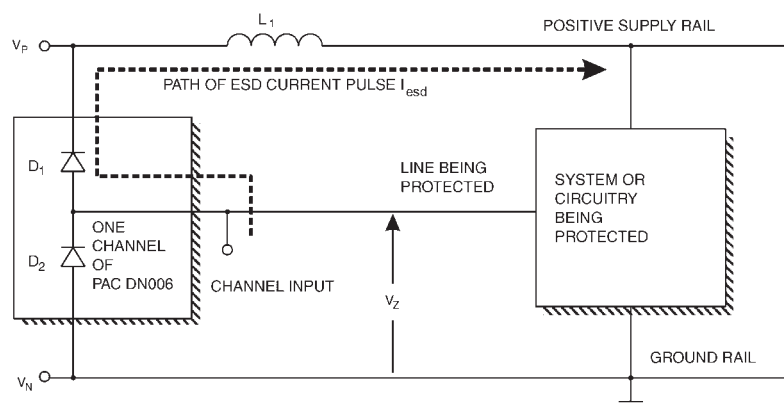 L1
POSITIVE SUPPLY RAIL
VP
PATH OF ESD CURRENT PULSE Iesd
D1
LINE BEING
PROTECTED
SYSTEM OR
CIRCUITRY
BEING
PROTECTED
ONE
CHANNEL
OF
PAC DN006
D2
CHANNEL INPUT
VZ
GROUND RAIL
VN